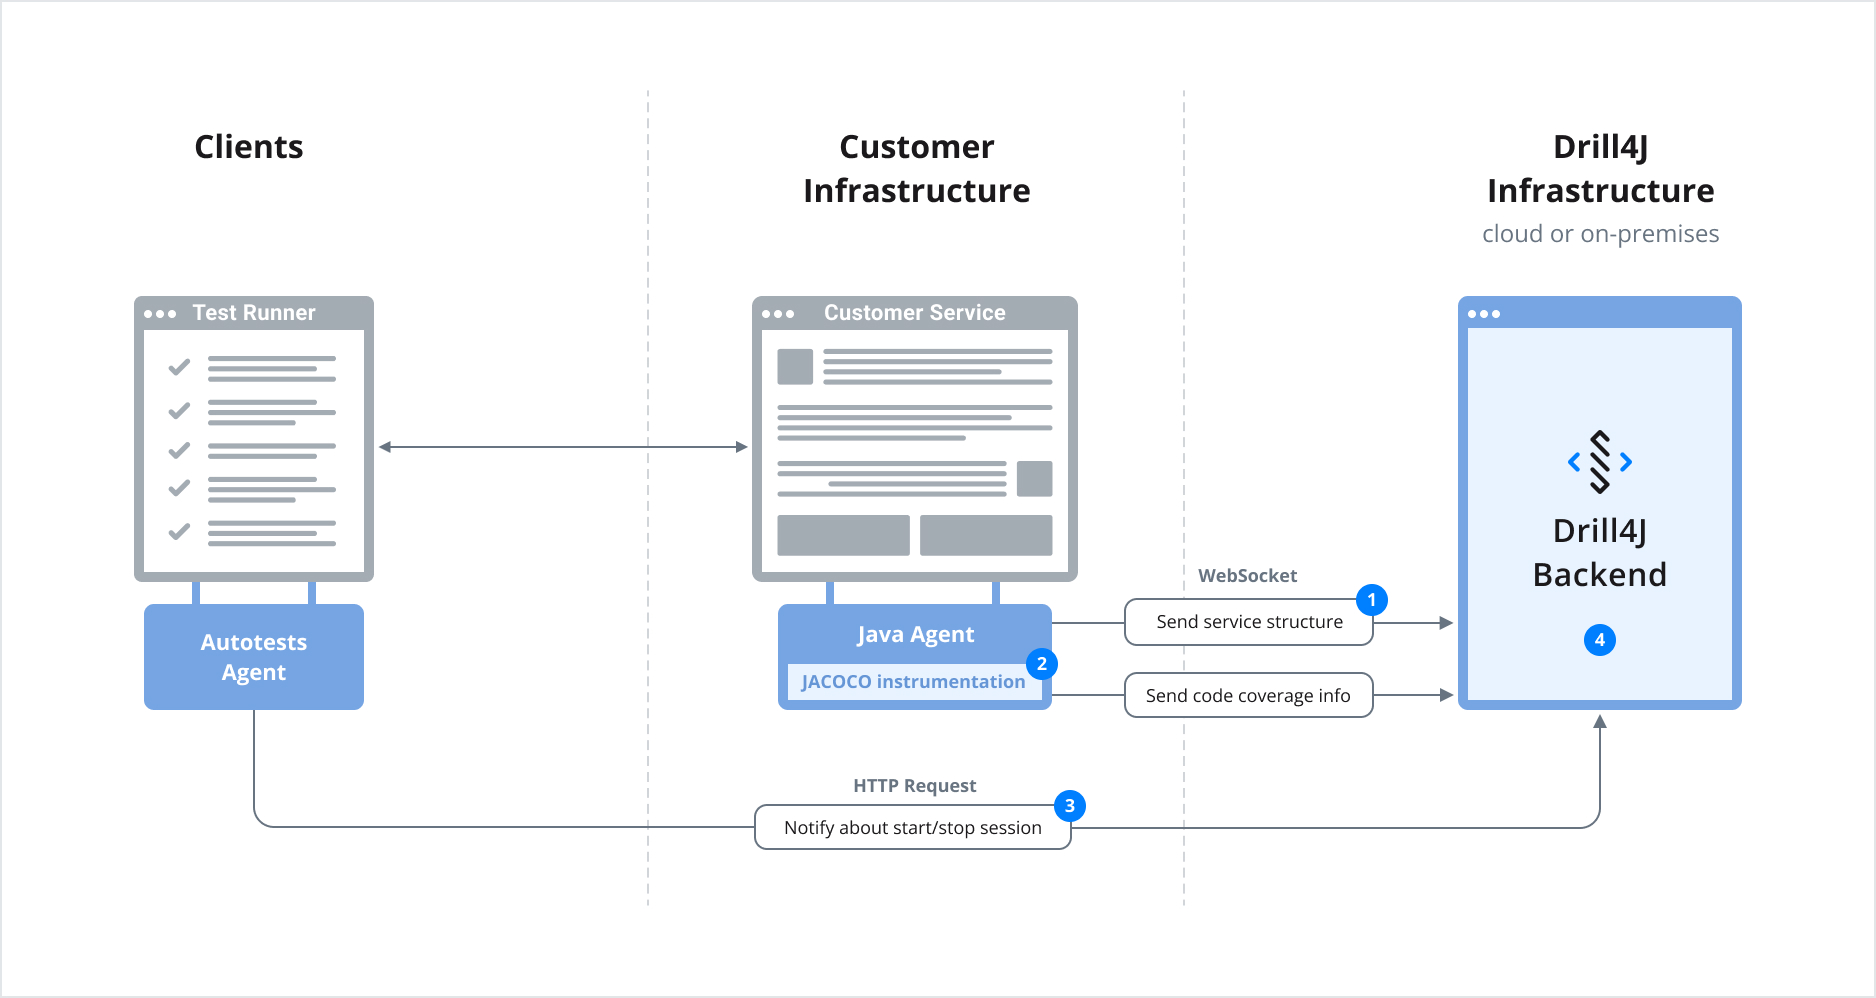 Clients
Customer
Infrastructure
Drill4J
Infrastructure
cloud or on-premises
Test Runner
Customer Service
Drill4J
Backend
4
Autotests
Agent
Java Agent
JACOCO instrumentation
2
WebSocket
Send service structure
1
Send code coverage info
HTTP Request
Notify about start/stop session
3